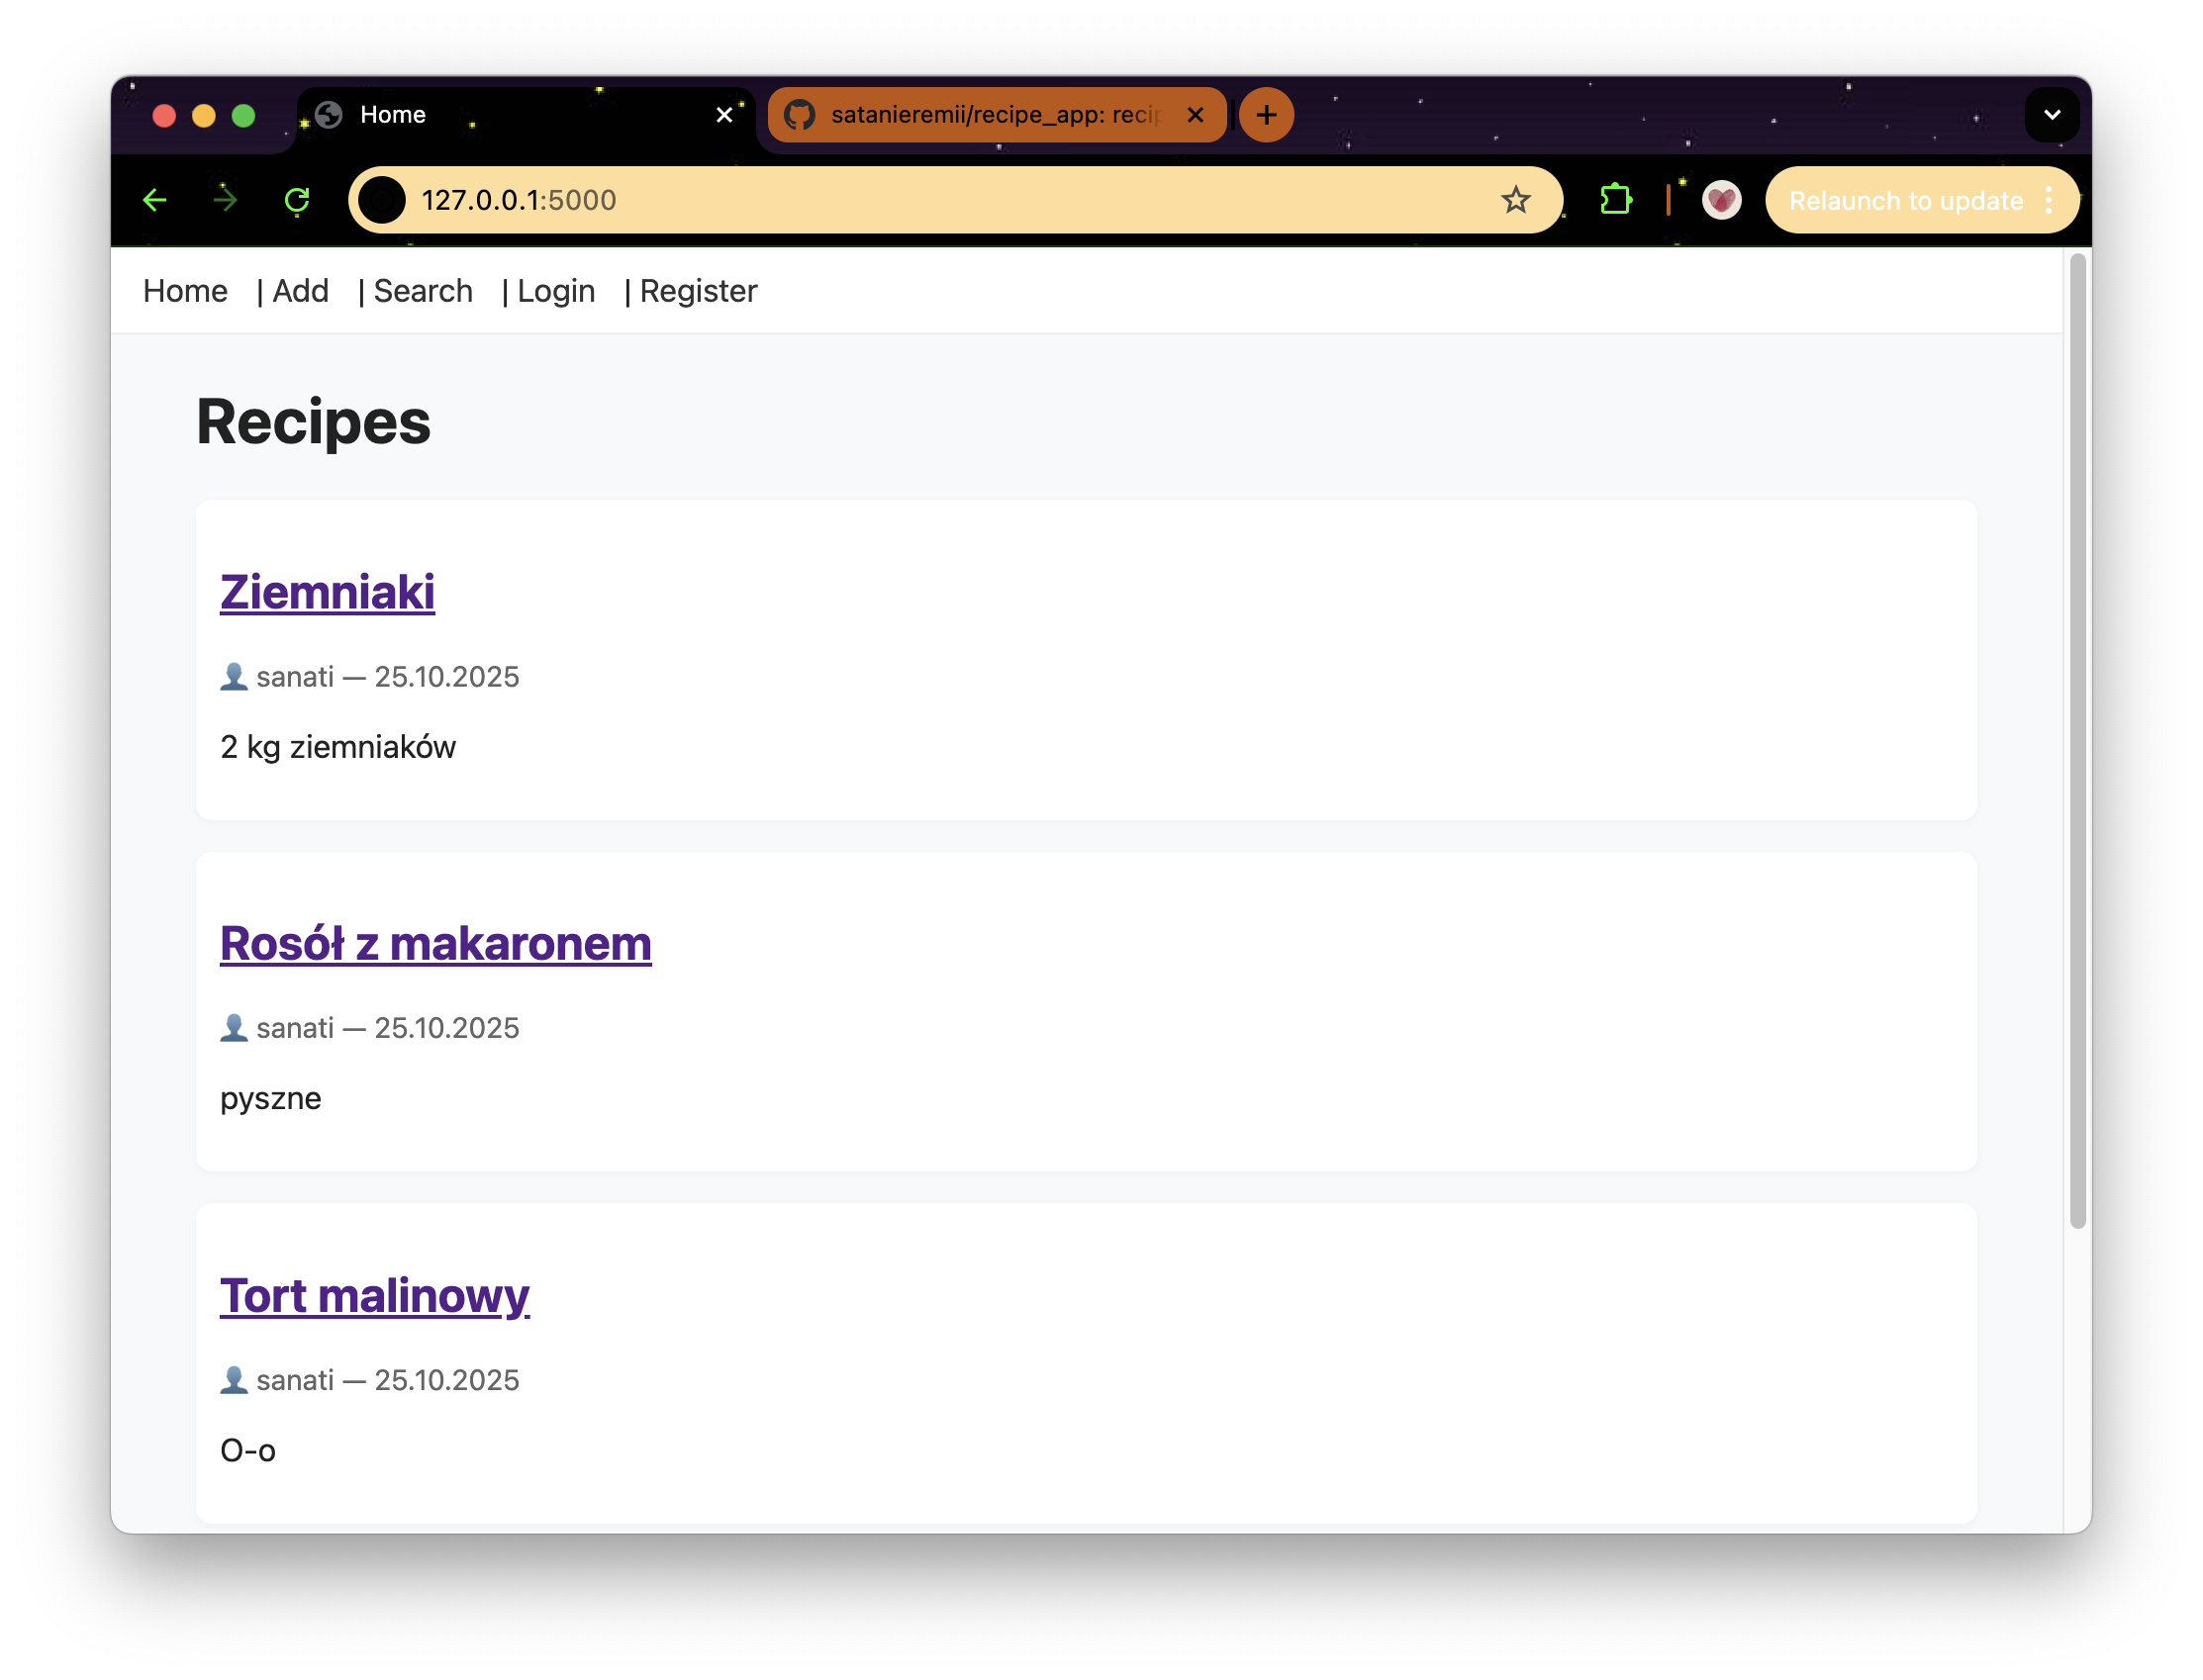 Home
satanieremii/recipe_app: recip
127.0.0.1:5000
Relaunch to update
Home | Add | Search | Login | Register
Recipes
Ziemniaki
👤 sanati — 25.10.2025
2 kg ziemniaków
Rosół z makaronem
👤 sanati — 25.10.2025
pyszne
Tort malinowy
👤 sanati — 25.10.2025
O-o